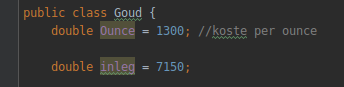 public class Goud {
double Ounce = 1300; //koste per ounce
double inleg = 7150;